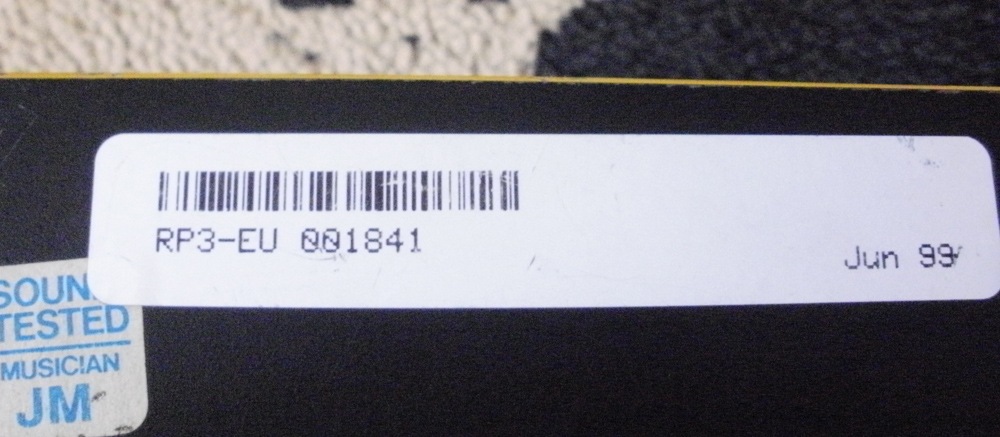 RP3-EU 001841
Jun 99
SOUN
TESTED
MUSICIAN
JM